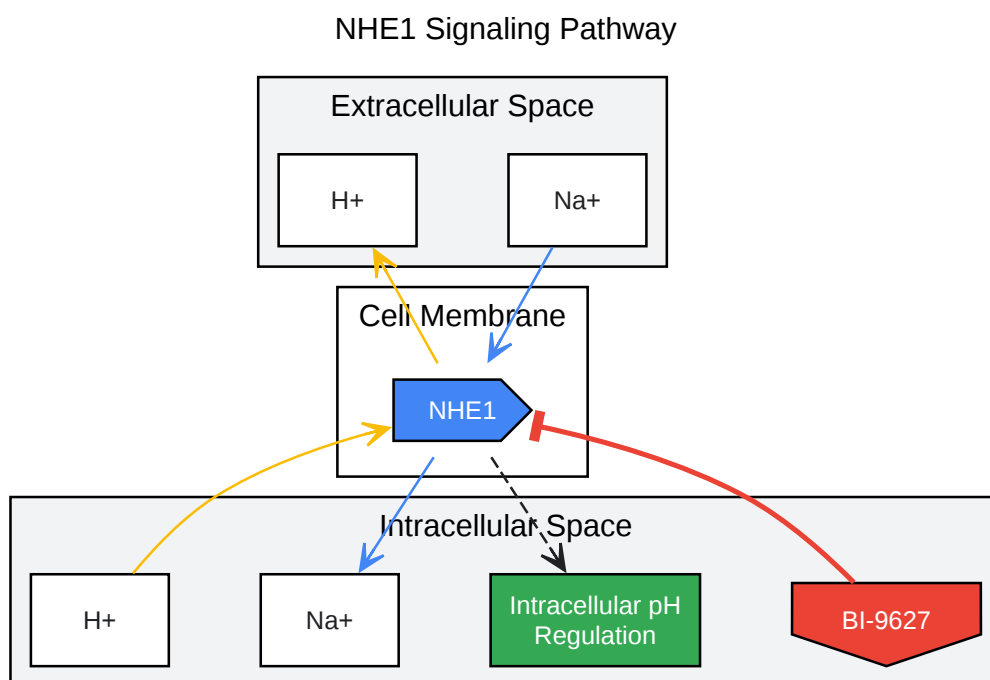 NHE1 Signaling Pathway
Extracellular Space
H+
Na+
Cell Membrane
NHE1
Intracellular Space
H+
Na+
Intracellular pH
Regulation
BI-9627